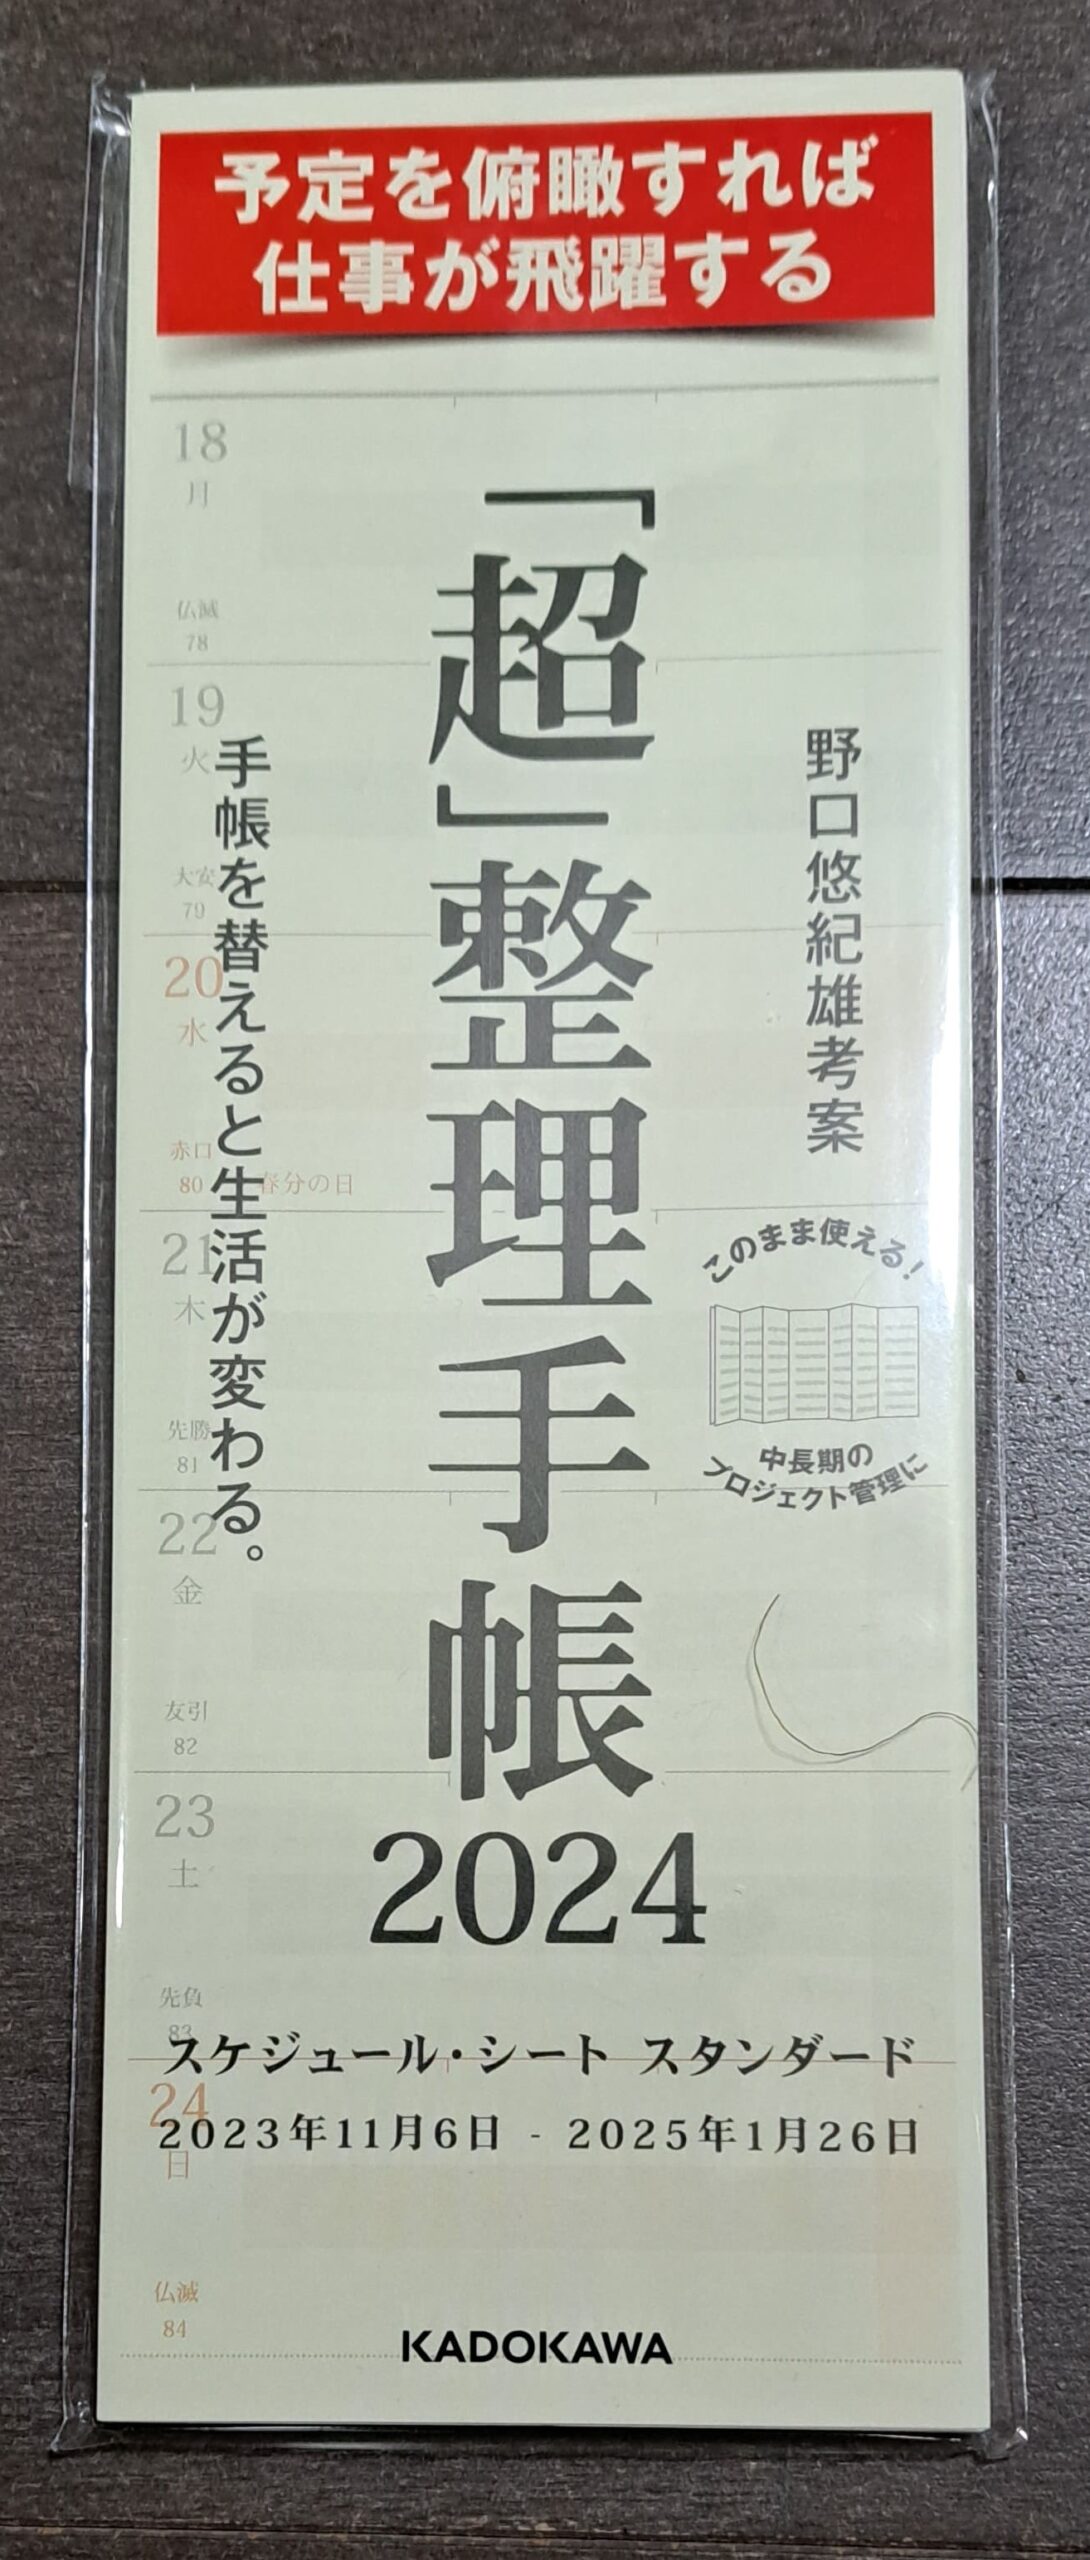 予定を俯瞰すれば
仕事が飛躍する
野口悠紀雄考案
「超」整理手帳
2024
手帳を替えると生活が変わる。
このまま使える!
中長期の
プロジェクト管理に
18
月
仏滅
78
19
火
大安
79
20
水
赤口
80 春分の日
21
木
先勝
81
22
金
友引
82
23
土
先負
83
24
日
仏滅
84
スケジュール・シート スタンダード
2023年11月6日 - 2025年1月26日
KADOKAWA